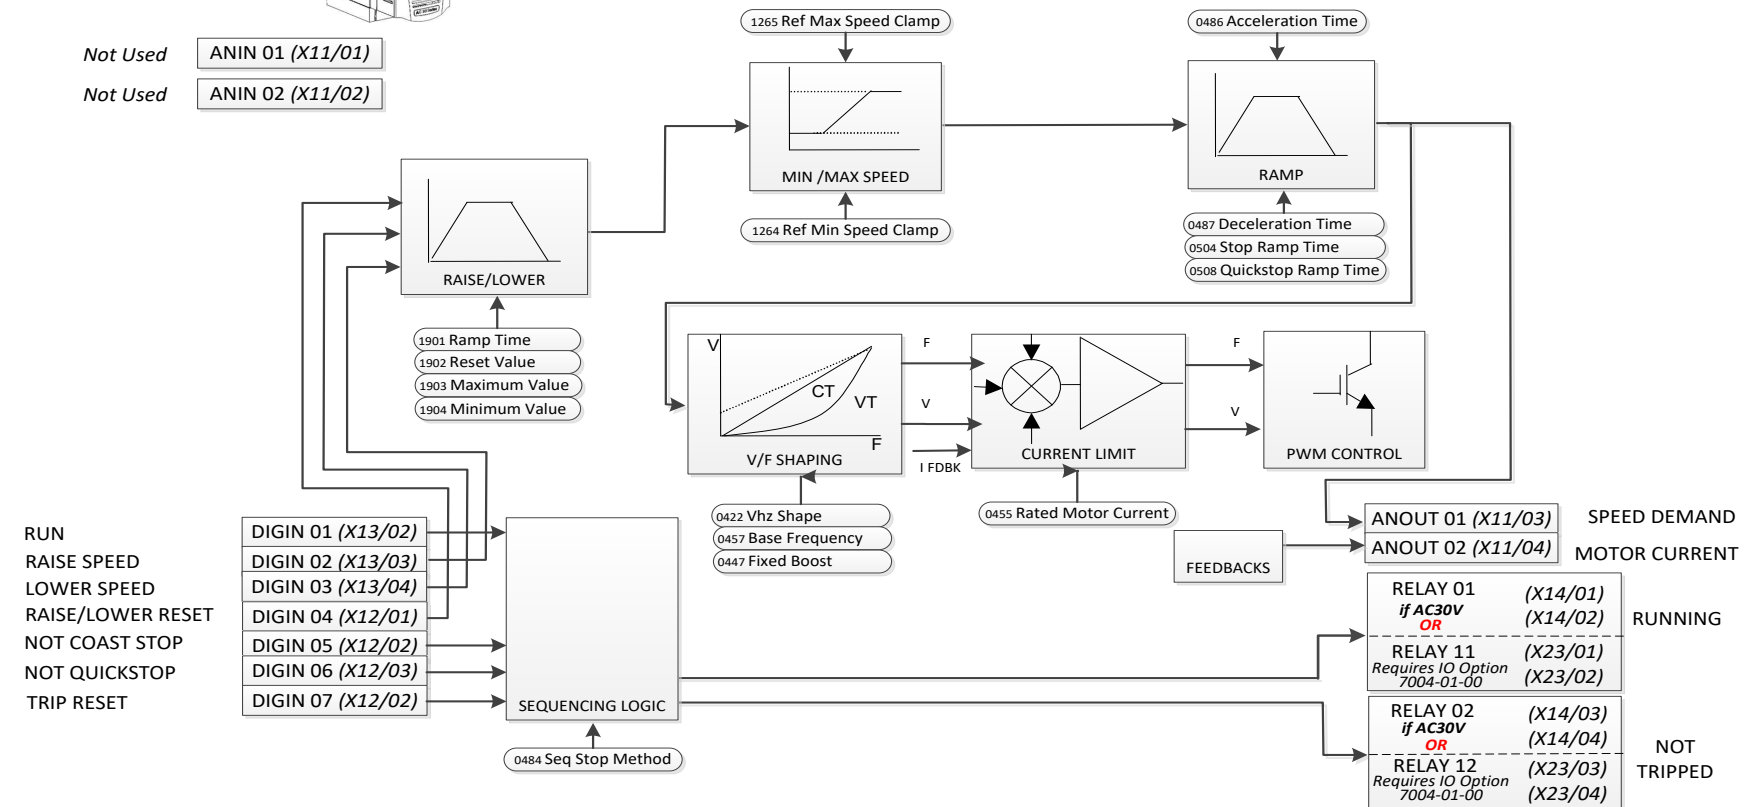 1265 Ref Max Speed Clamp
0486 Acceleration Time
Not Used
ANIN 01 (X11/01)
Not Used
ANIN 02 (X11/02)
MIN /MAX SPEED
RAMP
1264 Ref Min Speed Clamp
0487 Deceleration Time
0504 Stop Ramp Time
0508 Quickstop Ramp Time
RAISE/LOWER
1901 Ramp Time
1902 Reset Value
1903 Maximum Value
1904 Minimum Value
V
CT
VT
F
V/F SHAPING
F
V
I FDBK
CURRENT LIMIT
F
V
PWM CONTROL
0422 Vhz Shape
0457 Base Frequency
0447 Fixed Boost
0455 Rated Motor Current
FEEDBACKS
ANOUT 01 (X11/03)
SPEED DEMAND
ANOUT 02 (X11/04)
MOTOR CURRENT
RUN
DIGIN 01 (X13/02)
RAISE SPEED
DIGIN 02 (X13/03)
LOWER SPEED
DIGIN 03 (X13/04)
RAISE/LOWER RESET
DIGIN 04 (X12/01)
NOT COAST STOP
DIGIN 05 (X12/02)
NOT QUICKSTOP
DIGIN 06 (X12/03)
TRIP RESET
DIGIN 07 (X12/02)
SEQUENCING LOGIC
0484 Seq Stop Method
RELAY 01 (X14/01)
if AC30V (X14/02)
OR
RUNNING
RELAY 11 (X23/01)
Requires IO Option
7004-01-00 (X23/02)
RELAY 02 (X14/03)
if AC30V (X14/04)
OR
NOT
TRIPPED
RELAY 12 (X23/03)
Requires IO Option
7004-01-00 (X23/04)